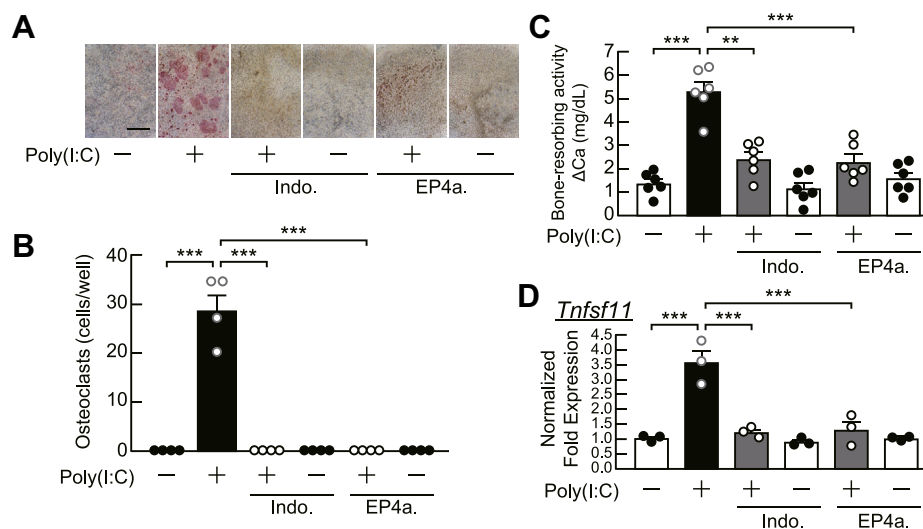 A
Poly(I:C) − + + − + −
Indo. EP4a.
B
Osteoclasts (cells/well)
40
30
20
10
0
*** *** ***
Poly(I:C) − + + − + −
Indo. EP4a.
C
Bone-resorbing activity
ΔCa (mg/dL)
7
6
5
4
3
2
1
0
*** ** ***
Poly(I:C) − + + − + −
Indo. EP4a.
D
Tnfsf11
Normalized
Fold Expression
4.5
4.0
3.5
3.0
2.5
2.0
1.5
1.0
0.5
0.0
*** *** ***
Poly(I:C) − + + − + −
Indo. EP4a.